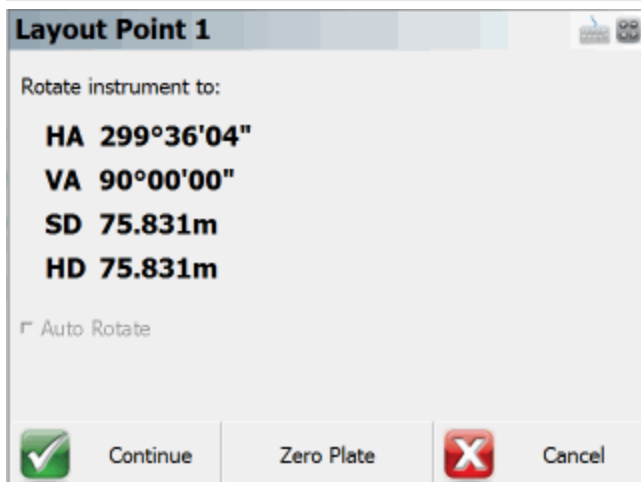 Layout Point 1
Rotate instrument to:
HA 299°36'04"
VA 90°00'00"
SD 75.831m
HD 75.831m
Auto Rotate
Continue Zero Plate Cancel